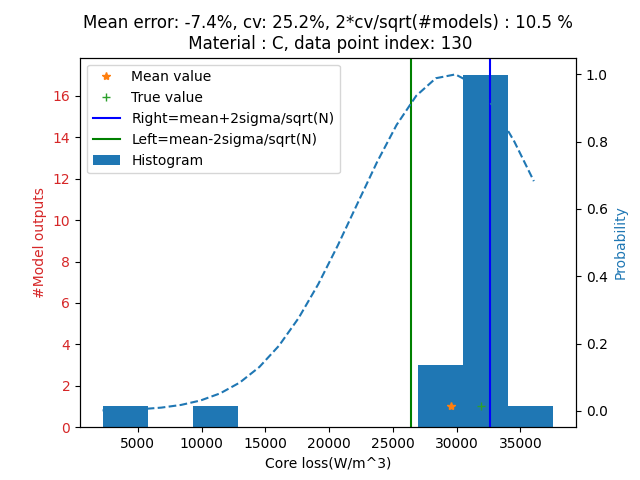 Mean error: -7.4%, cv: 25.2%, 2*cv/sqrt(#models) : 10.5 %
Material : C, data point index: 130
Mean value
True value
Right=mean+2sigma/sqrt(N)
Left=mean-2sigma/sqrt(N)
Histogram
16
14
12
10
8
6
4
2
0
#Model outputs
1.0
0.8
0.6
0.4
0.2
0.0
Probability
5000 10000 15000 20000 25000 30000 35000
Core loss(W/m^3)